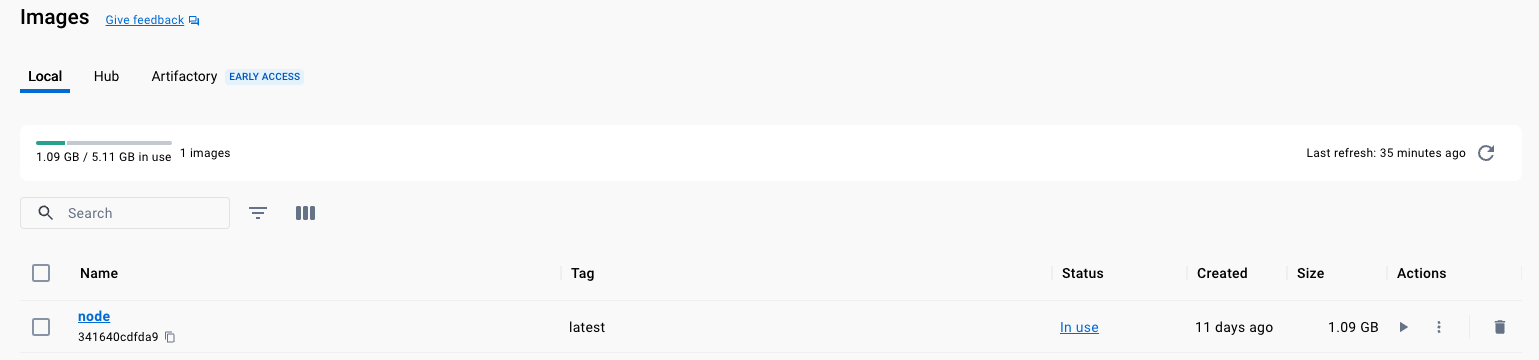 Images Give feedback
Local Hub Artifactory EARLY ACCESS
1.09 GB / 5.11 GB in use 1 images Last refresh: 35 minutes ago
Search
Name Tag Status Created Size Actions
node
latest In use 11 days ago 1.09 GB
341640cdfda9